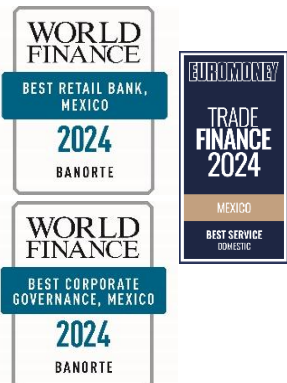 WORLD
FINANCE
BEST RETAIL BANK,
MEXICO
2024
BANORTE
EUROMONEY
TRADE
FINANCE
2024
MEXICO
BEST SERVICE
DOMESTIC
WORLD
FINANCE
BEST CORPORATE
GOVERNANCE, MEXICO
2024
BANORTE